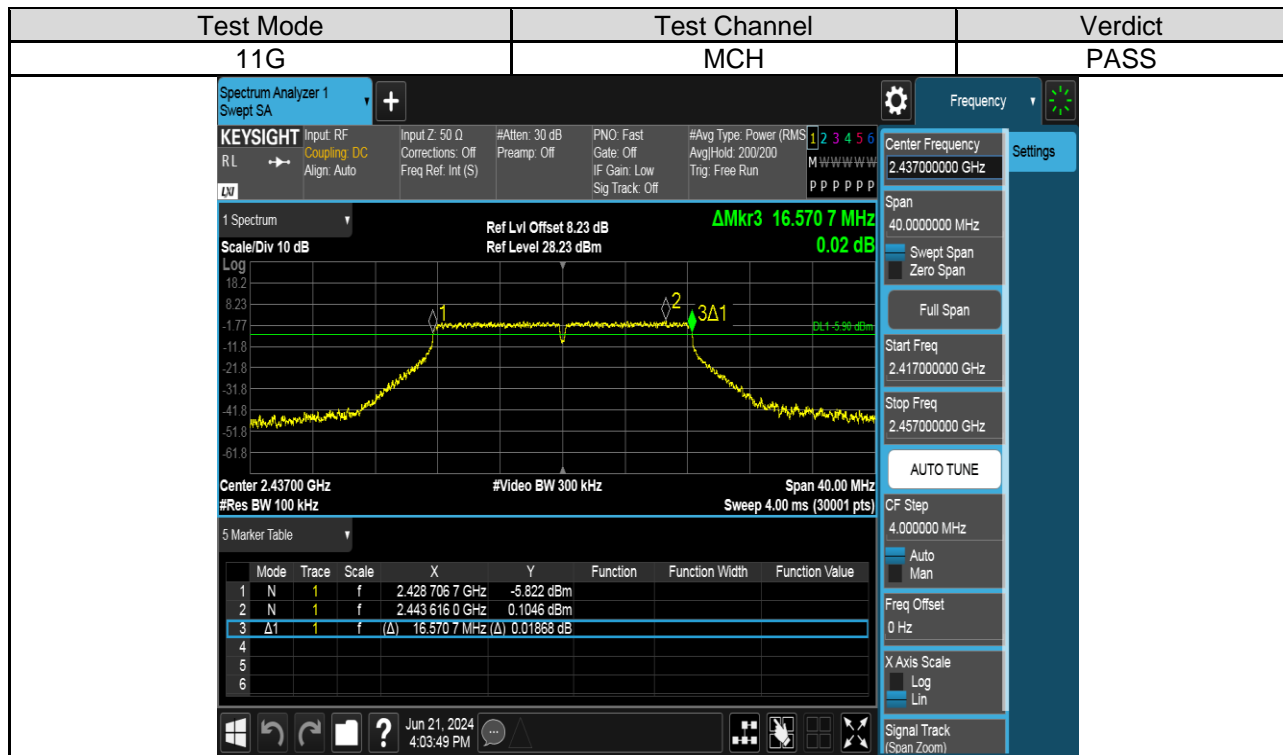 Test Mode Test Channel Verdict
11G MCH PASS
Spectrum Analyzer 1
Swept SA
+
Frequency
KEYSIGHT Input: RF Input Z: 50 Ω #Atten: 30 dB PNO: Fast #Avg Type: Power (RMS 1 2 3 4 5 6
RL Coupling: DC Corrections: Off Preamp: Off Gate: Off Avg|Hold: 200/200 M W W W W W
Align: Auto Freq Ref: Int (S) IF Gain: Low Trig: Free Run
LXI Sig Track: Off P P P P P P
1 Spectrum
Ref Lvl Offset 8.23 dB ΔMkr3 16.570 7 MHz
Scale/Div 10 dB Ref Level 28.23 dBm 0.02 dB
Log
18.2
8.23
-1.77
-11.8
-21.8
-31.8
-41.8
-51.8
-61.8
1 2 3Δ1
DL1 -5.90 dBm
Center 2.43700 GHz #Video BW 300 kHz Span 40.00 MHz
#Res BW 100 kHz Sweep 4.00 ms (30001 pts)
5 Marker Table
Mode Trace Scale X Y Function Function Width Function Value
1 N 1 f 2.428 706 7 GHz -5.822 dBm
2 N 1 f 2.443 616 0 GHz 0.1046 dBm
3 Δ1 1 f (Δ) 16.570 7 MHz (Δ) 0.01868 dB
4
5
6
?
Jun 21, 2024
4:03:49 PM
Center Frequency
2.437000000 GHz
Settings
Span
40.0000000 MHz
Swept Span
Zero Span
Full Span
Start Freq
2.417000000 GHz
Stop Freq
2.457000000 GHz
AUTO TUNE
CF Step
4.000000 MHz
Auto
Man
Freq Offset
0 Hz
X Axis Scale
Log
Lin
Signal Track
(Span Zoom)